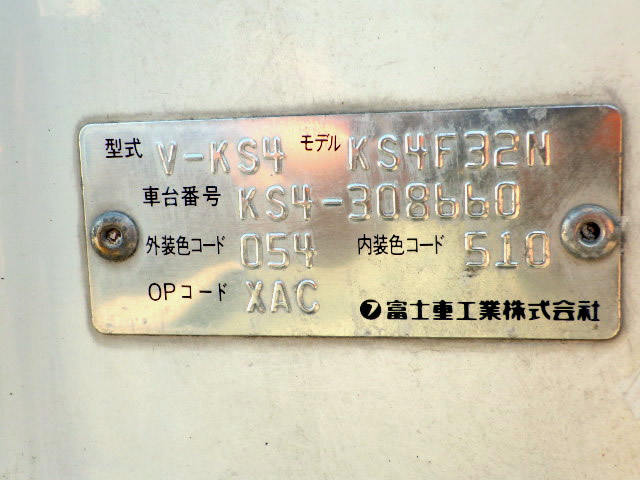 型式 V-KS4 モデル KS4F32N
車台番号 KS4-308660
外装色コード 054 内装色コード 510
OPコード XAC
富士重工業株式会社